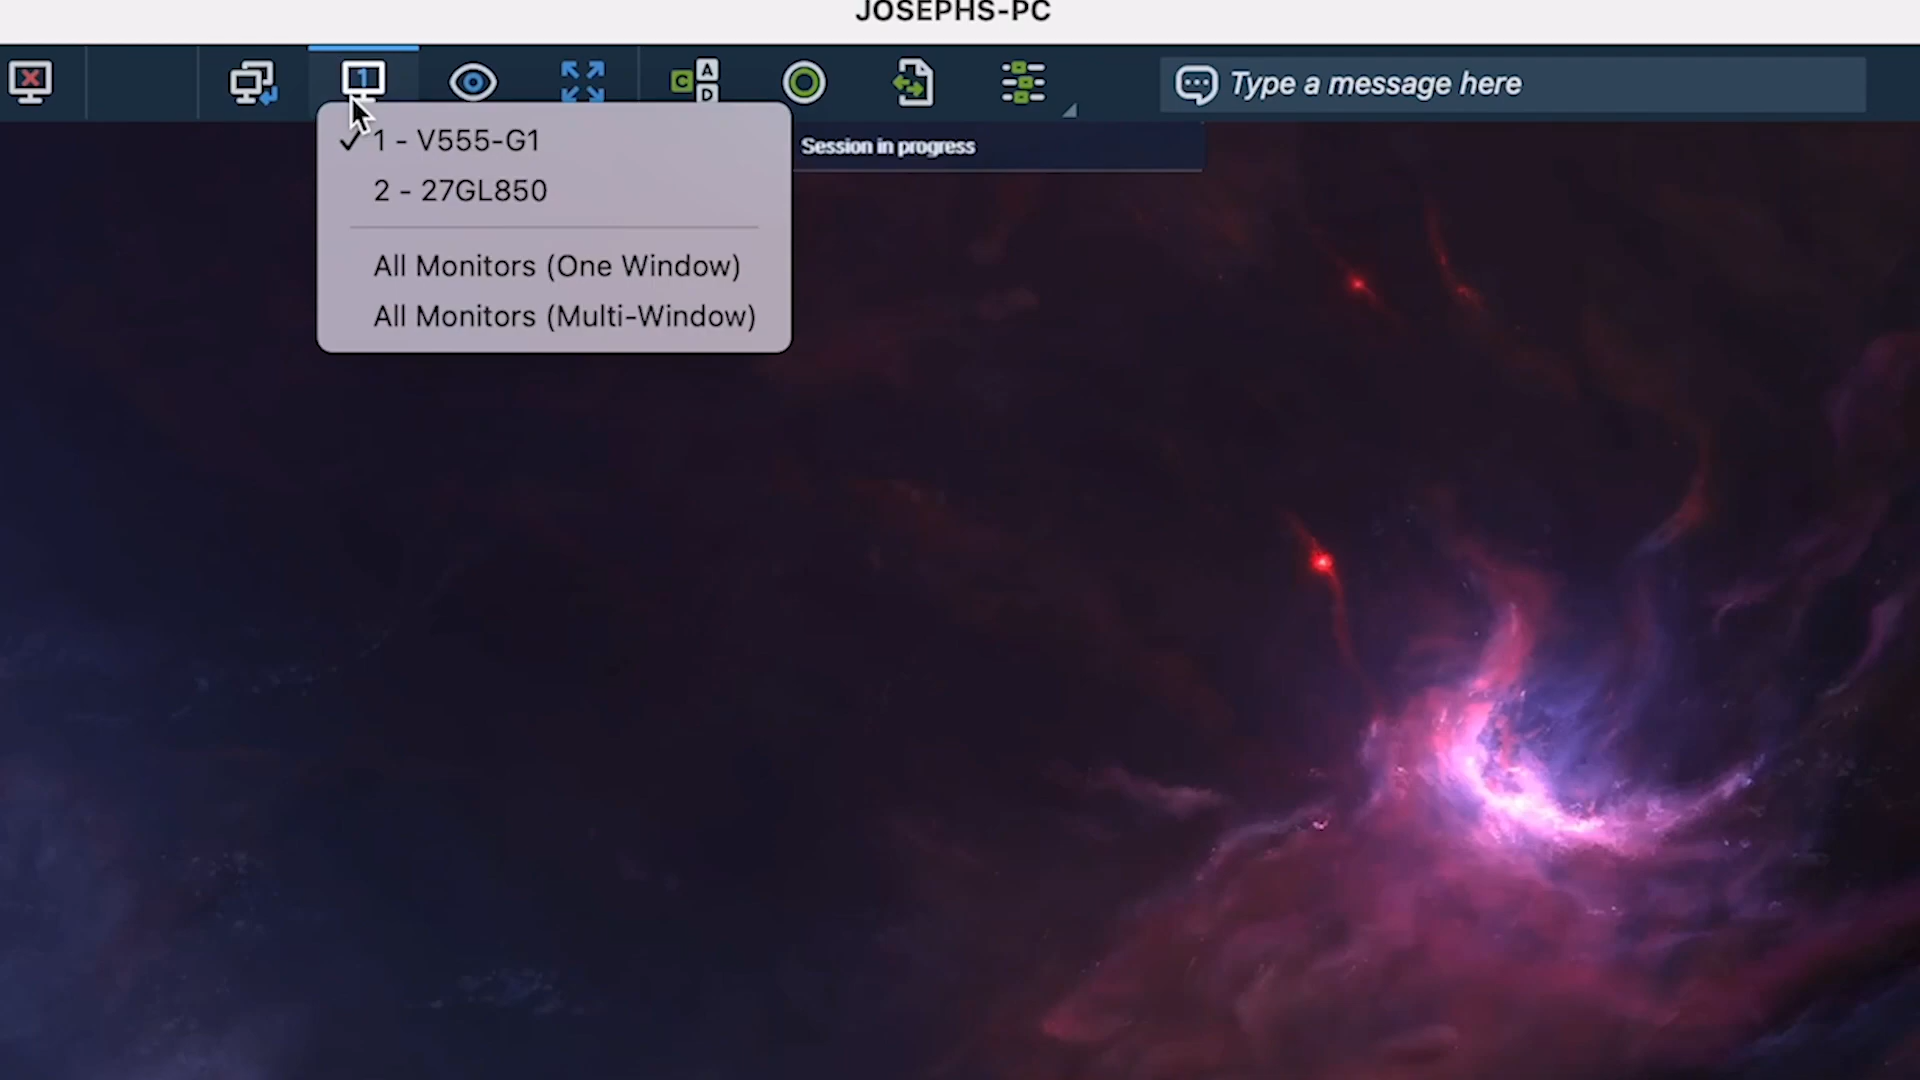 JOSEPHS-PC
1
C A D
Type a message here
✓ 1 - V555-G1
Session in progress
2 - 27GL850
All Monitors (One Window)
All Monitors (Multi-Window)